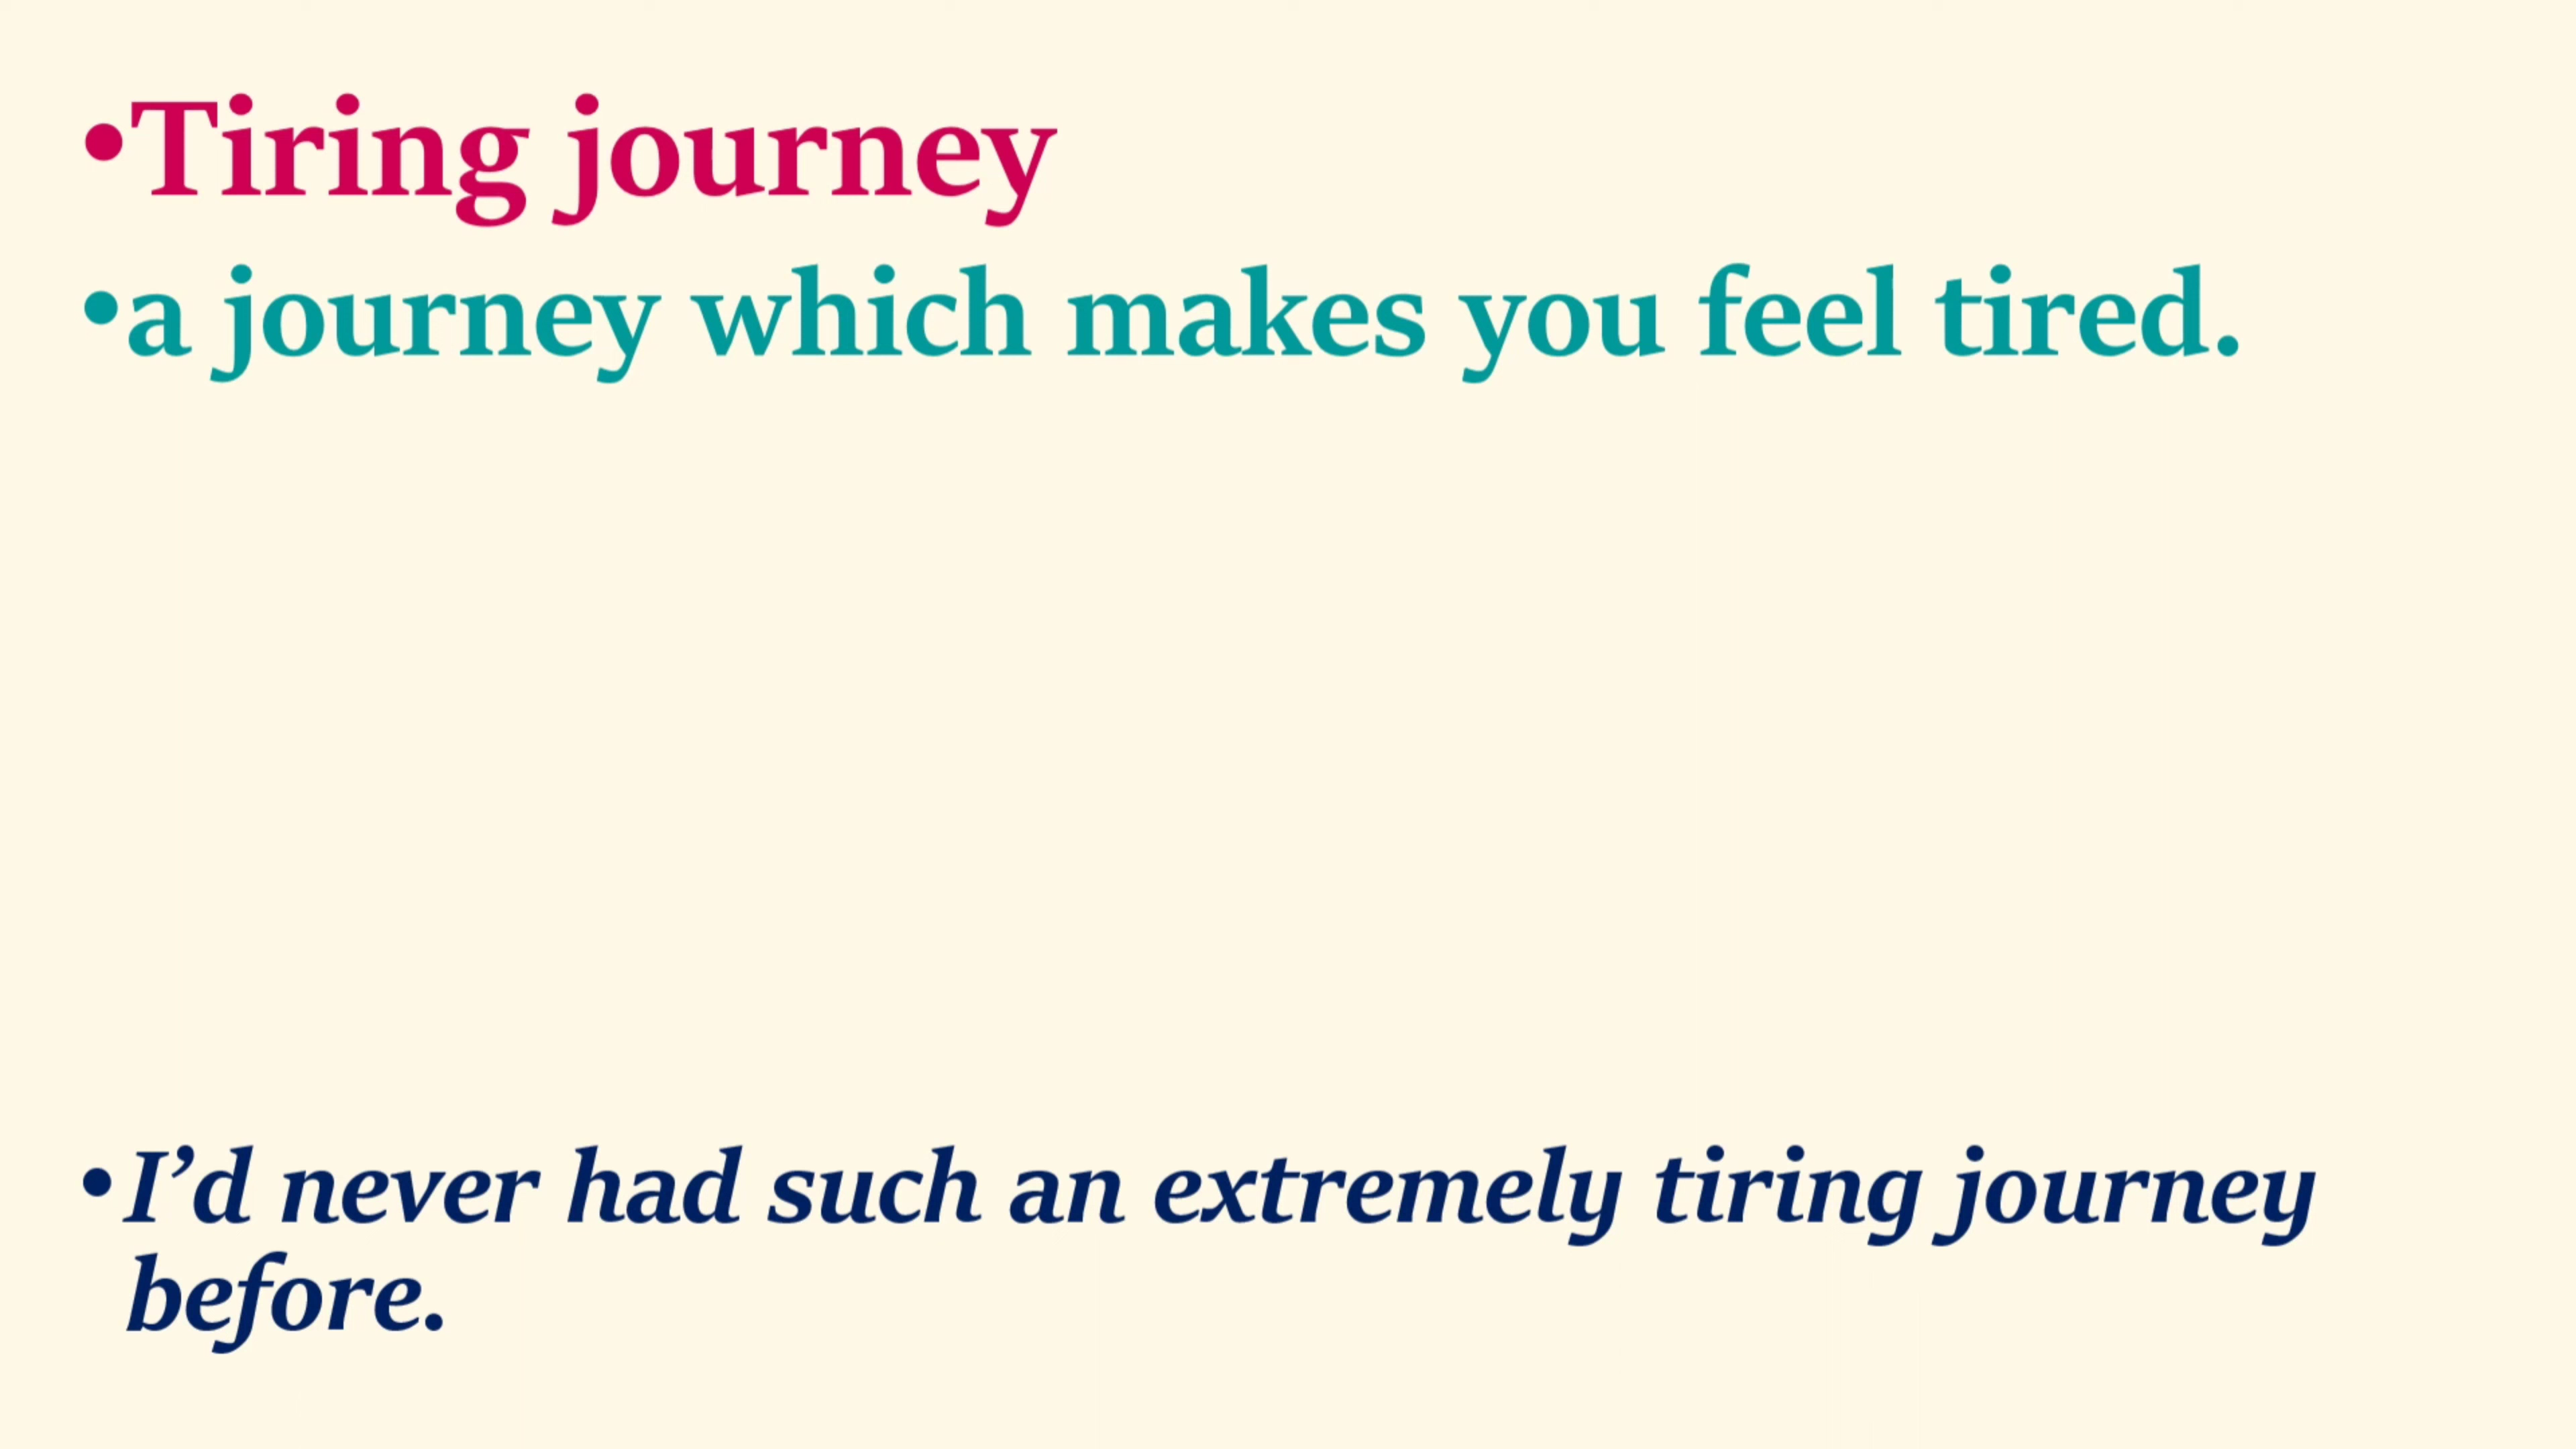 •Tiring journey
•a journey which makes you feel tired.
•I’d never had such an extremely tiring journey
before.